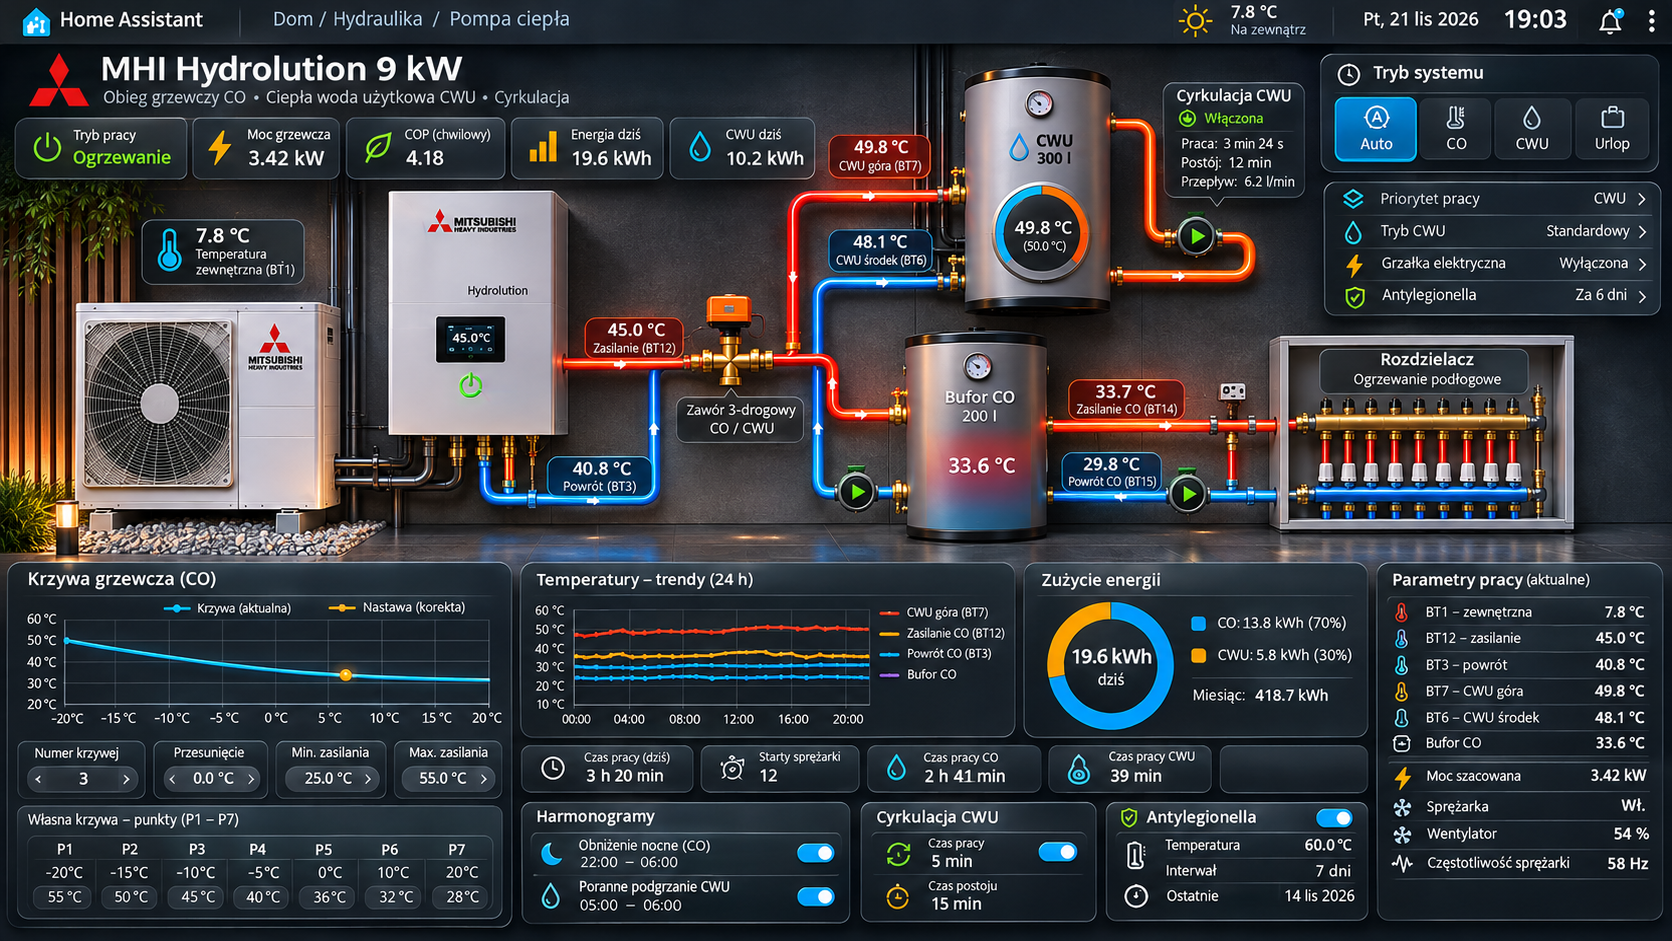 Home Assistant
Dom / Hydraulika / Pompa ciepła
7.8 °C
Na zewnątrz
Pt, 21 lis 2026
19:03
MHI Hydrolution 9 kW
Obieg grzewczy CO • Ciepła woda użytkowa CWU • Cyrkulacja
Tryb pracy
Ogrzewanie
Moc grzewcza
3.42 kW
COP (chwilowy)
4.18
Energia dziś
19.6 kWh
CWU dziś
10.2 kWh
7.8 °C
Temperatura
zewnętrzna (BT1)
MITSUBISHI
HEAVY INDUSTRIES
MITSUBISHI
HEAVY INDUSTRIES
Hydrolution
45.0°C
45.0 °C
Zasilanie (BT12)
40.8 °C
Powrót (BT3)
Zawór 3-drogowy
CO / CWU
49.8 °C
CWU góra (BT7)
48.1 °C
CWU środek (BT6)
CWU
300 l
49.8 °C
(50.0 °C)
Bufor CO
200 l
33.6 °C
Cyrkulacja CWU
Włączona
Praca: 3 min 24 s
Postój: 12 min
Przepływ: 6.2 l/min
33.7 °C
Zasilanie CO (BT14)
29.8 °C
Powrót CO (BT15)
Rozdzielacz
Ogrzewanie podłogowe
Tryb systemu
Auto
CO
CWU
Urlop
Priorytet pracy CWU
Tryb CWU Standardowy
Grzałka elektryczna Wyłączona
Antylegionella Za 6 dni
Krzywa grzewcza (CO)
Krzywa (aktualna)
Nastawa (korekta)
60 °C
50 °C
40 °C
30 °C
20 °C
-20°C -15°C -10°C -5°C 0°C 5°C 10°C 15°C 20°C
Numer krzywej
3
Przesunięcie
0.0 °C
Min. zasilania
25.0 °C
Max. zasilania
55.0 °C
Własna krzywa – punkty (P1 – P7)
P1 P2 P3 P4 P5 P6 P7
-20°C -15°C -10°C -5°C 0°C 10°C 20°C
55 °C 50 °C 45 °C 40 °C 36 °C 32 °C 28°C
Temperatury – trendy (24 h)
60 °C
50 °C
40 °C
30 °C
20 °C
10 °C
00:00 04:00 08:00 12:00 16:00 20:00
CWU góra (BT7)
Zasilanie CO (BT12)
Powrót CO (BT3)
Bufor CO
Zużycie energii
19.6 kWh
dziś
CO: 13.8 kWh (70%)
CWU: 5.8 kWh (30%)
Miesiąc: 418.7 kWh
Czas pracy (dziś)
3 h 20 min
Starty sprężarki
12
Czas pracy CO
2 h 41 min
Czas pracy CWU
39 min
Harmonogramy
Obniżenie nocne (CO)
22:00 – 06:00
Poranne podgrzanie CWU
05:00 – 06:00
Cyrkulacja CWU
Czas pracy
5 min
Czas postoju
15 min
Antylegionella
Temperatura 60.0 °C
Interwał 7 dni
Ostatnie 14 lis 2026
Parametry pracy (aktualne)
BT1 – zewnętrzna 7.8 °C
BT12 – zasilanie 45.0 °C
BT3 – powrót 40.8 °C
BT7 – CWU góra 49.8 °C
BT6 – CWU środek 48.1 °C
Bufor CO 33.6 °C
Moc szacowana 3.42 kW
Sprężarka Wł.
Wentylator 54 %
Częstotliwość sprężarki 58 Hz